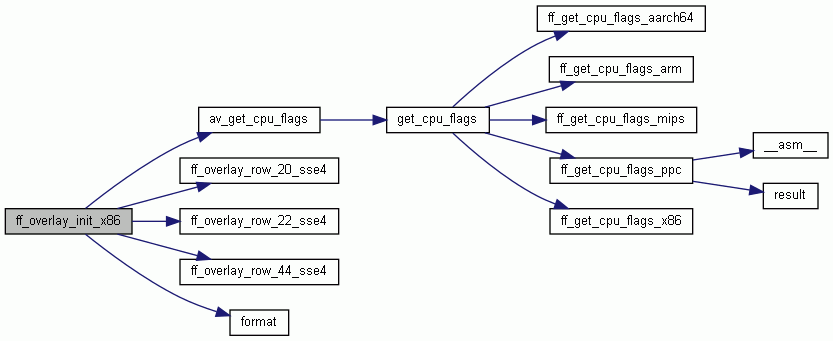 ff_overlay_init_x86
av_get_cpu_flags
ff_overlay_row_20_sse4
ff_overlay_row_22_sse4
ff_overlay_row_44_sse4
format
get_cpu_flags
ff_get_cpu_flags_aarch64
ff_get_cpu_flags_arm
ff_get_cpu_flags_mips
ff_get_cpu_flags_ppc
ff_get_cpu_flags_x86
__asm__
result